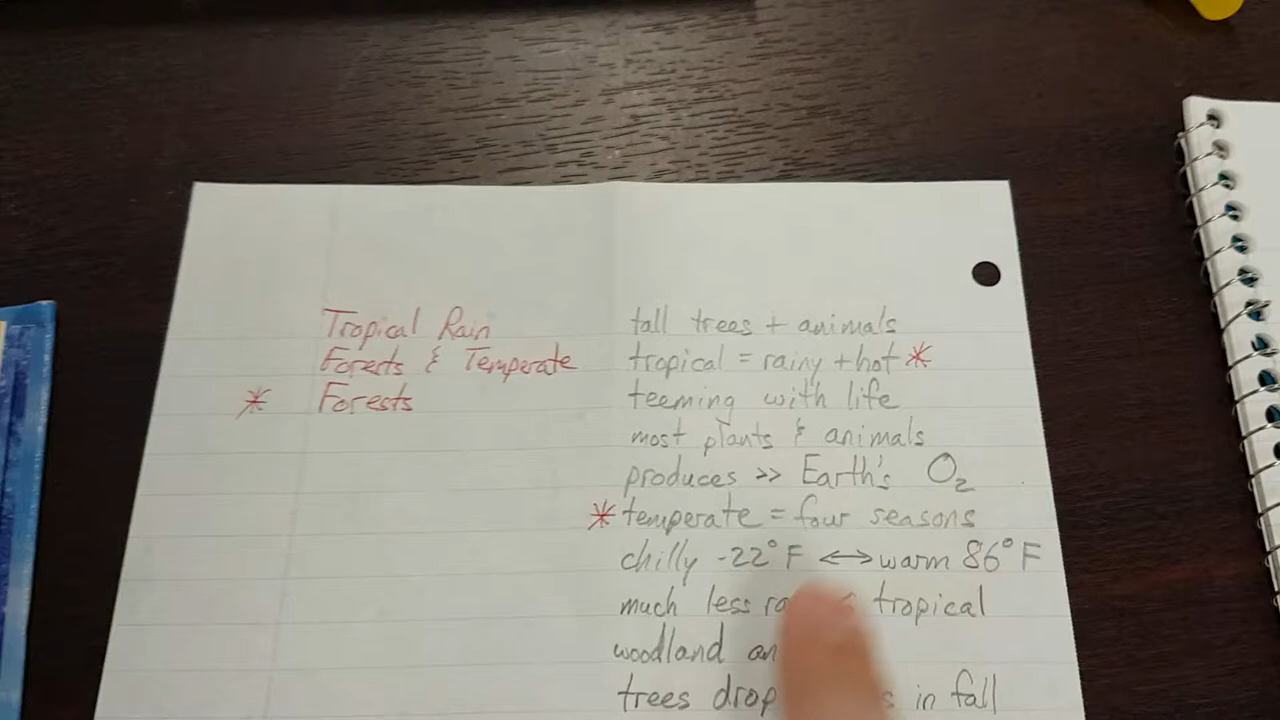 Tropical Rain
Forests & Temperate
* Forests
tall trees + animals
tropical = rainy + hot *
teeming with life
most plants & animals
produces >> Earth's O₂
* temperate = four seasons
chilly -22°F ↔ warm 86°F
much less tropical
woodland
trees drop in fall